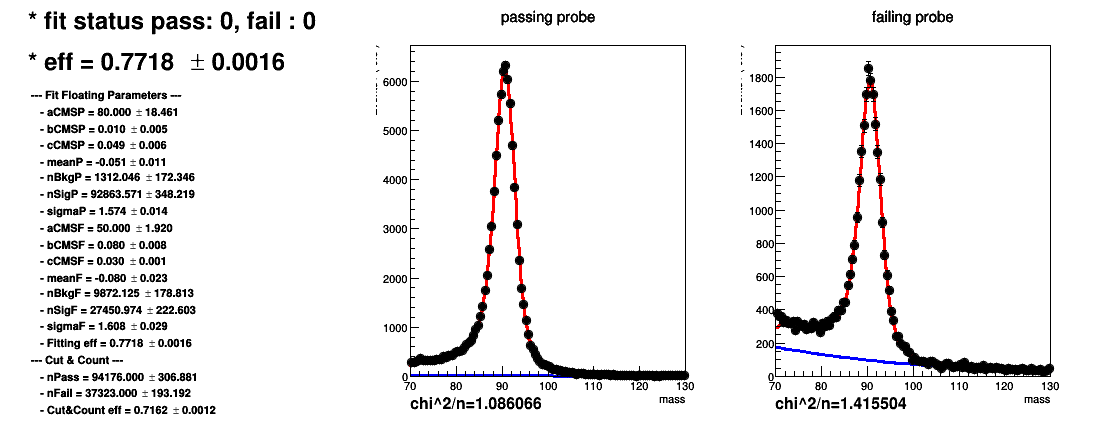 * fit status pass: 0, fail : 0
* eff = 0.7718 ± 0.0016
--- Fit Floating Parameters ---
- aCMSP = 80.000 ± 18.461
- bCMSP = 0.010 ± 0.005
- cCMSP = 0.049 ± 0.006
- meanP = -0.051 ± 0.011
- nBkgP = 1312.046 ± 172.346
- nSigP = 92863.571 ± 348.219
- sigmaP = 1.574 ± 0.014
- aCMSF = 50.000 ± 1.920
- bCMSF = 0.080 ± 0.008
- cCMSF = 0.030 ± 0.001
- meanF = -0.080 ± 0.023
- nBkgF = 9872.125 ± 178.813
- nSigF = 27450.974 ± 222.603
- sigmaF = 1.608 ± 0.029
- Fitting eff = 0.7718 ± 0.0016
--- Cut & Count ---
- nPass = 94176.000 ± 306.881
- nFail = 37323.000 ± 193.192
- Cut&Count eff = 0.7162 ± 0.0012
passing probe
6000
5000
4000
3000
2000
1000
0
70 80 90 100 110 120 130
mass
chi^2/n=1.086066
failing probe
1800
1600
1400
1200
1000
800
600
400
200
0
70 80 90 100 110 120 130
mass
chi^2/n=1.415504